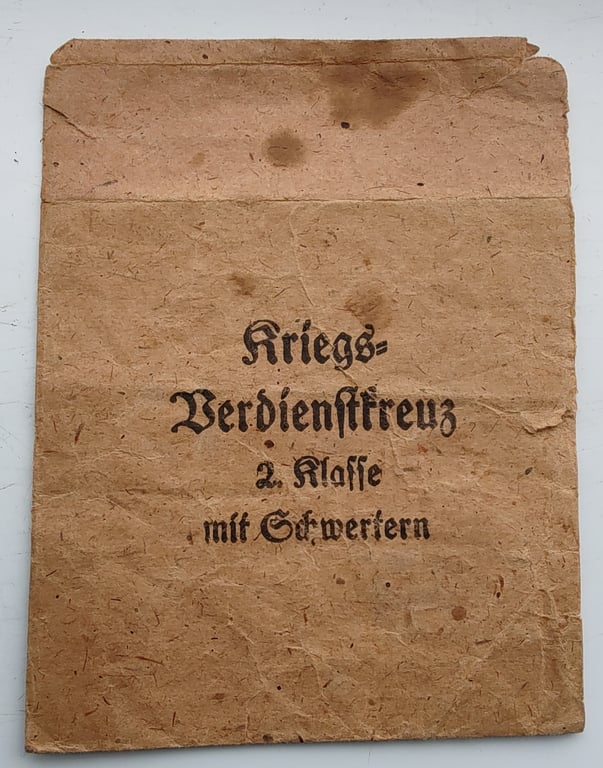 Kriegs=
Verdienſtkreuz
2. Klaſſe
mit Schwertern